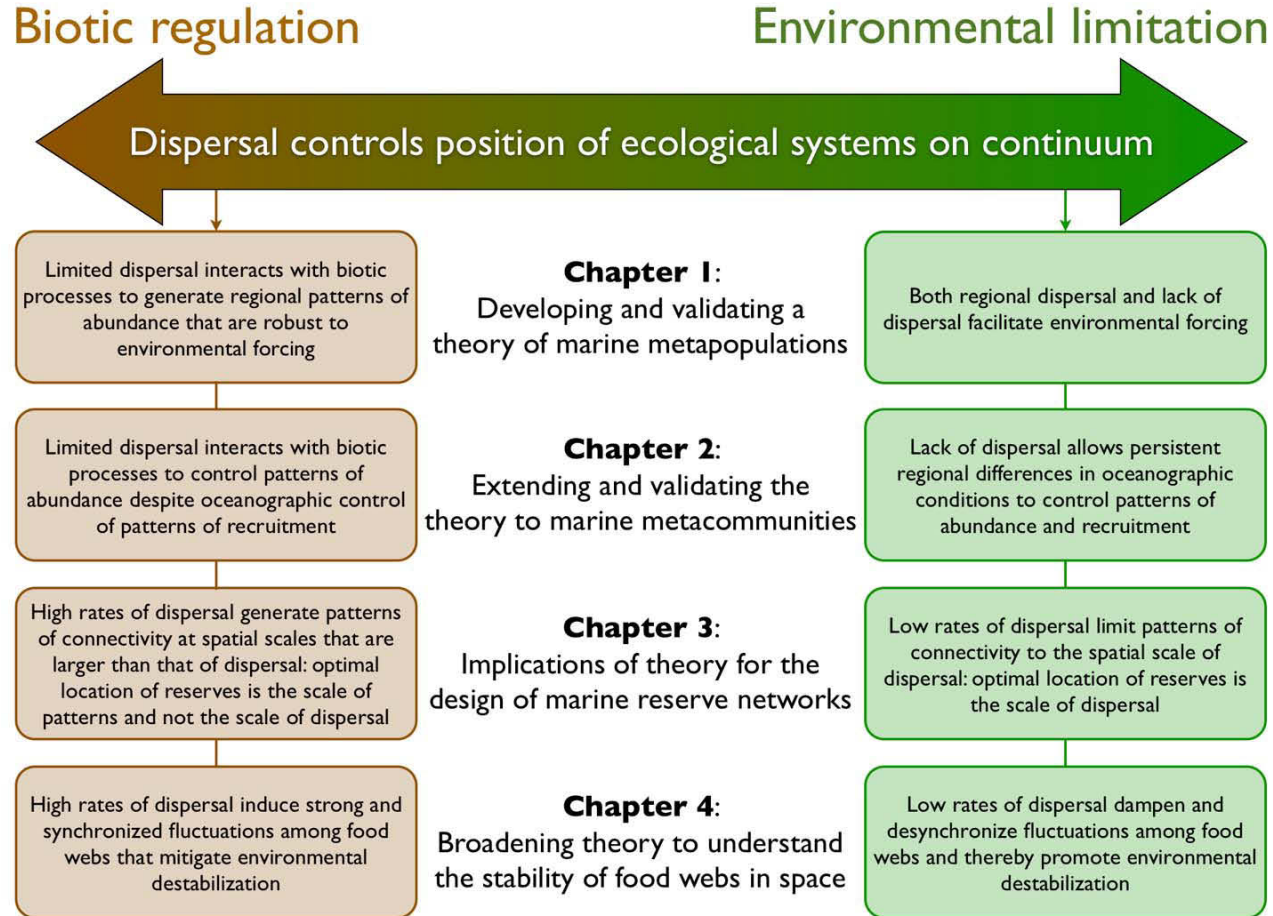 Biotic regulation
Environmental limitation
Dispersal controls position of ecological systems on continuum
Limited dispersal interacts with biotic
processes to generate regional patterns of
abundance that are robust to
environmental forcing
Chapter 1:
Developing and validating a
theory of marine metapopulations
Both regional dispersal and lack of
dispersal facilitate environmental forcing
Limited dispersal interacts with biotic
processes to control patterns of
abundance despite oceanographic control
of patterns of recruitment
Chapter 2:
Extending and validating the
theory to marine metacommunities
Lack of dispersal allows persistent
regional differences in oceanographic
conditions to control patterns of
abundance and recruitment
High rates of dispersal generate patterns
of connectivity at spatial scales that are
larger than that of dispersal: optimal
location of reserves is the scale of
patterns and not the scale of dispersal
Chapter 3:
Implications of theory for the
design of marine reserve networks
Low rates of dispersal limit patterns of
connectivity to the spatial scale of
dispersal: optimal location of reserves is
the scale of dispersal
High rates of dispersal induce strong and
synchronized fluctuations among food
webs that mitigate environmental
destabilization
Chapter 4:
Broadening theory to understand
the stability of food webs in space
Low rates of dispersal dampen and
desynchronize fluctuations among food
webs and thereby promote environmental
destabilization